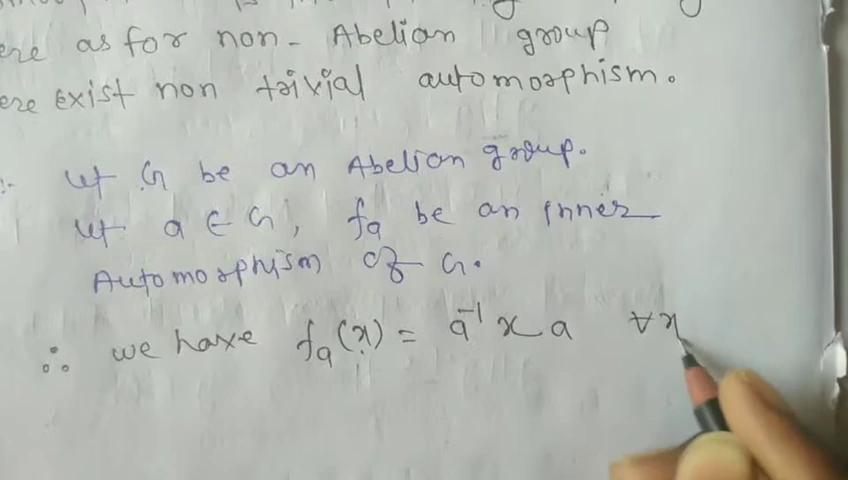 as for non- Abelian group
exist non trivial automorphism.
let G be an Abelian group.
let a ∈ G, fa be an inner
Automorphism of G.
∴ we have fa(x) = a⁻¹ x a ∀ x